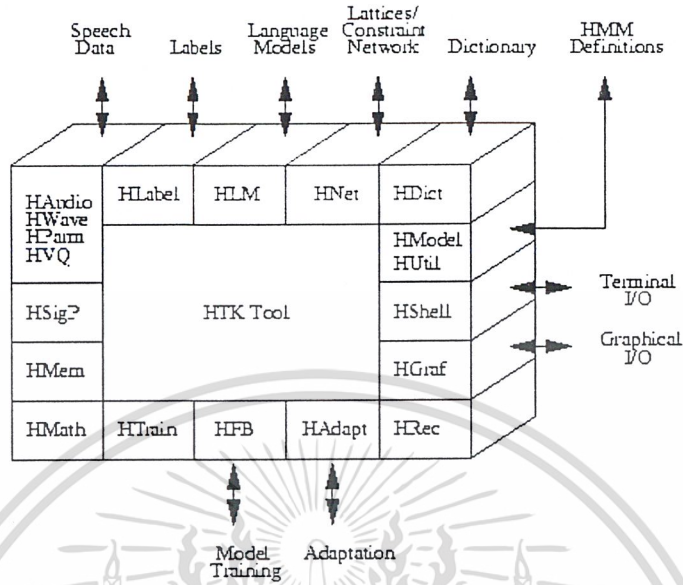 Speech
Data
Labels
Language
Models
Lattices/
Constraint
Network
Dictionary
HMM
Definitions
HAudio
HWave
HParm
HVQ
HLabel
HLM
HNet
HDict
HModel
HUtil
HSigP
HTK Tool
HShell
Terminal
I/O
HMem
HGraf
Graphical
I/O
HMath
HTrain
HFB
HAdapt
HRec
Model
Training
Adaptation